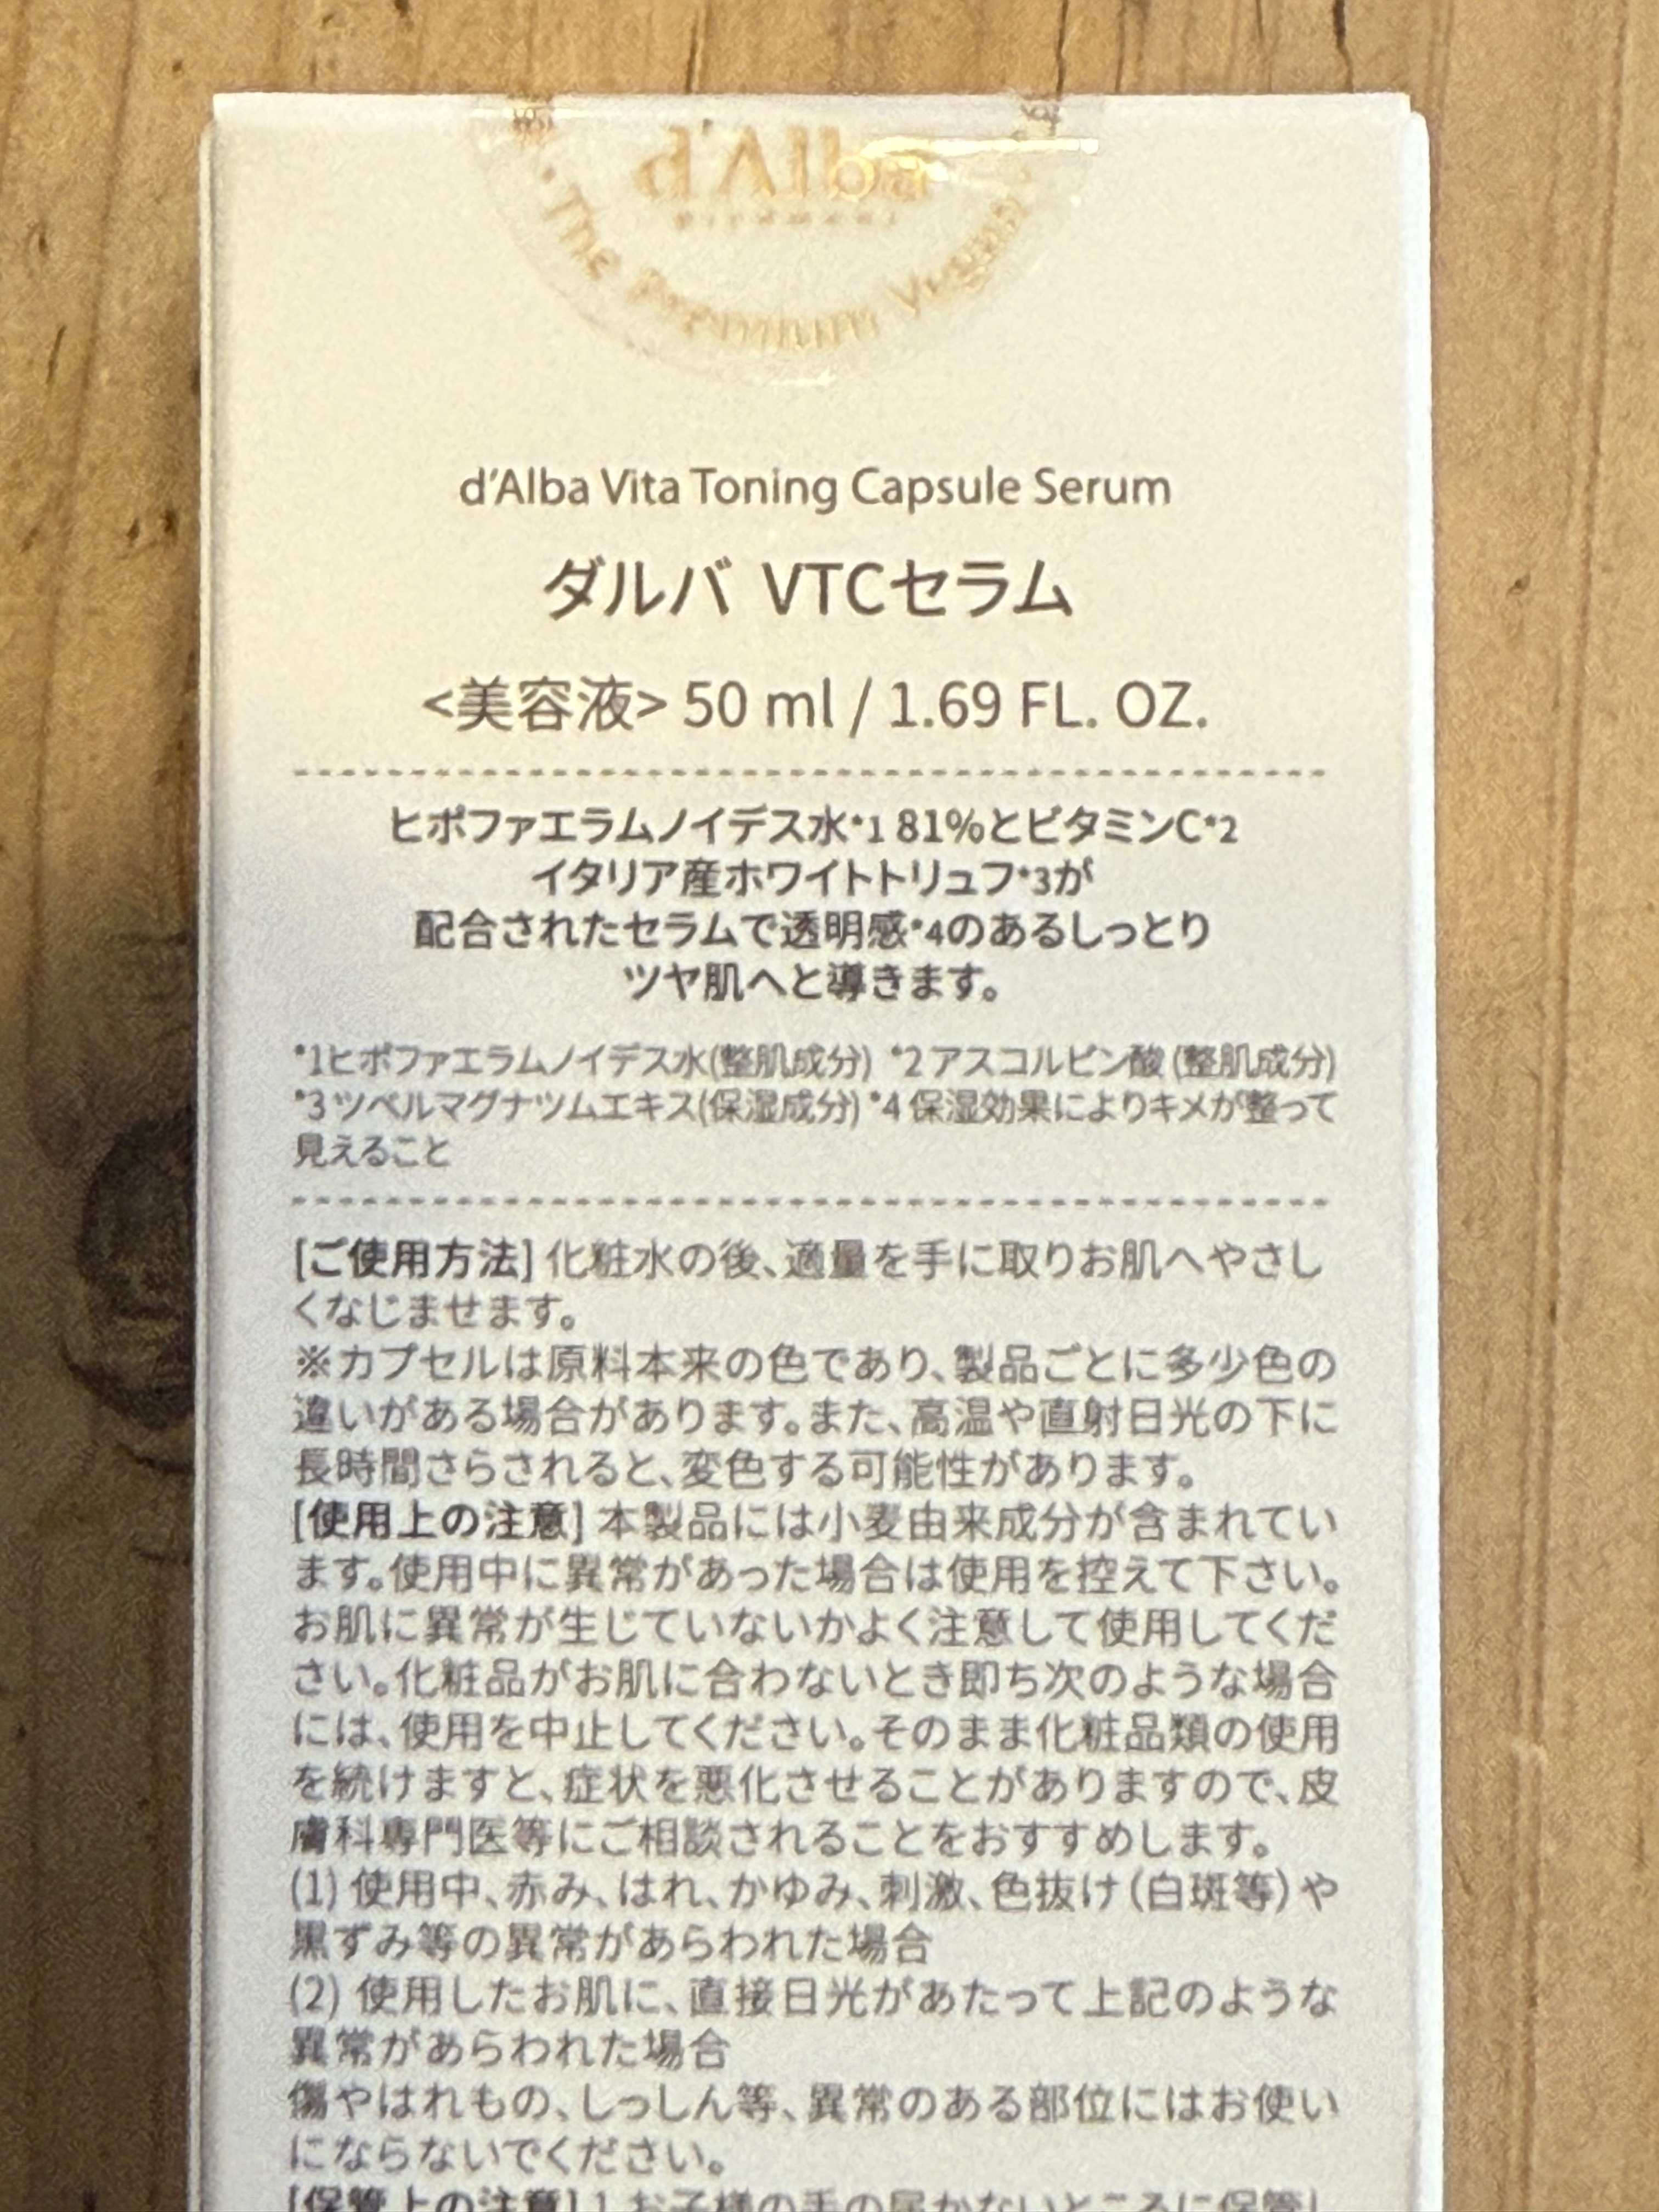 d'Alba
The Premium Vegan
d'Alba Vita Toning Capsule Serum
ダルバ VTCセラム
<美容液> 50 ml / 1.69 FL. OZ.
ヒポファエラムノイデス水*1 81%とビタミンC*2
イタリア産ホワイトトリュフ*3が
配合されたセラムで透明感*4のあるしっとり
ツヤ肌へと導きます。
*1ヒポファエラムノイデス水(整肌成分) *2 アスコルビン酸 (整肌成分)
*3 ツベルマグナツムエキス(保湿成分) *4 保湿効果によりキメが整って
見えること
[ご使用方法] 化粧水の後、適量を手に取りお肌へやさし
くなじませます。
※カプセルは原料本来の色であり、製品ごとに多少色の
違いがある場合があります。また、高温や直射日光の下に
長時間さらされると、変色する可能性があります。
[使用上の注意] 本製品には小麦由来成分が含まれてい
ます。使用中に異常があった場合は使用を控えて下さい。
お肌に異常が生じていないかよく注意して使用してくだ
さい。化粧品がお肌に合わないとき即ち次のような場合
には、使用を中止してください。そのまま化粧品類の使用
を続けますと、症状を悪化させることがありますので、皮
膚科専門医等にご相談されることをおすすめします。
(1) 使用中、赤み、はれ、かゆみ、刺激、色抜け(白斑等)や
黒ずみ等の異常があらわれた場合
(2) 使用したお肌に、直接日光があたって上記のような
異常があらわれた場合
傷やはれもの、しっしん等、異常のある部位にはお使い
にならないでください。
[保管上の注意] 1.お子様の手の届かないところに保管し